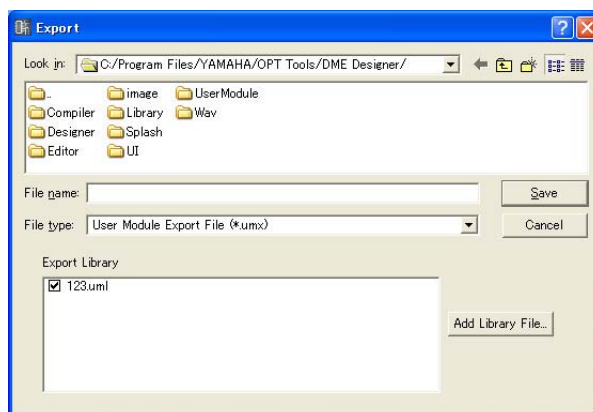 Export
Look in: C:/Program Files/YAMAHA/OPT Tools/DME Designer/
.. image UserModule
Compiler Library Wav
Designer Splash
Editor UI
File name: Save
File type: User Module Export File (*.umx) Cancel
Export Library
123.uml
Add Library File...